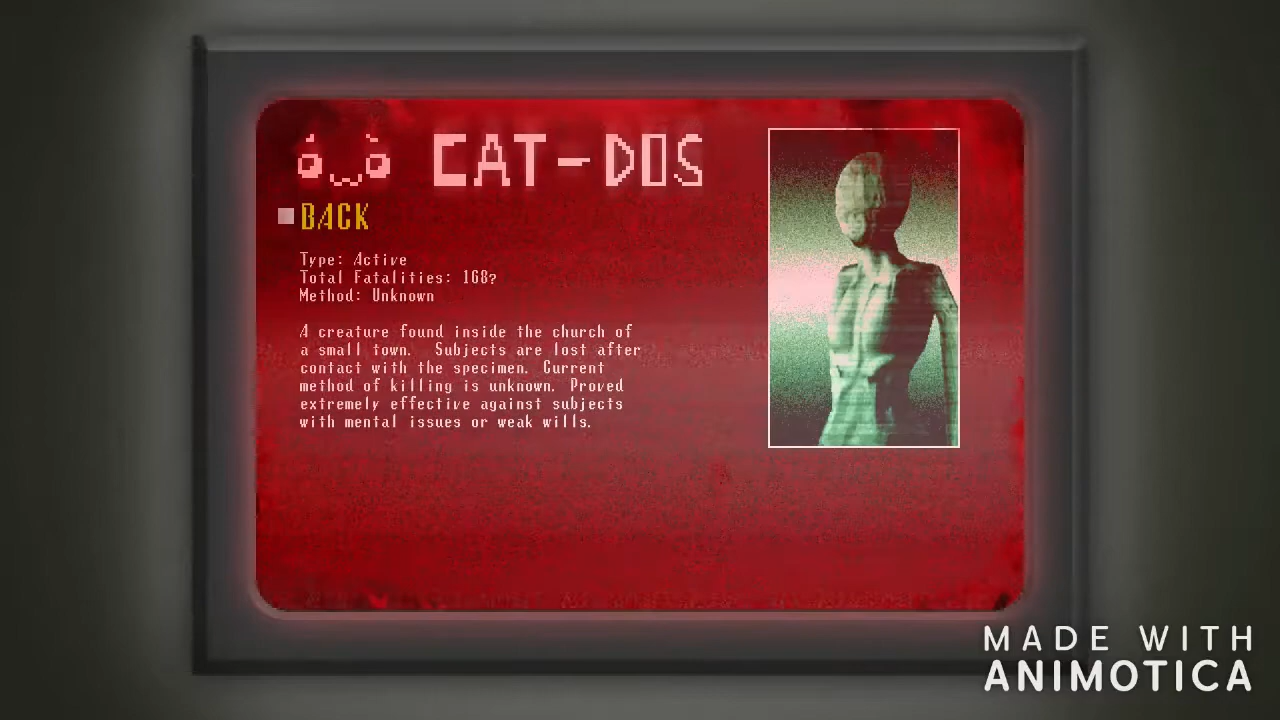 CAT-DOS
BACK
Type: Active
Total Fatalities: 168?
Method: Unknown
A creature found inside the church of
a small town. Subjects are lost after
contact with the specimen. Current
method of killing is unknown. Proved
extremely effective against subjects
with mental issues or weak wills.
MADE WITH
ANIMOTICA